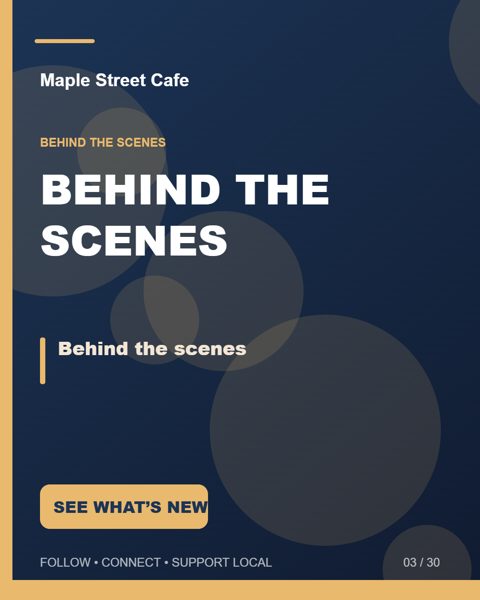 Maple Street Cafe
BEHIND THE SCENES
BEHIND THE
SCENES
Behind the scenes
SEE WHAT’S NEW
FOLLOW • CONNECT • SUPPORT LOCAL
03 / 30